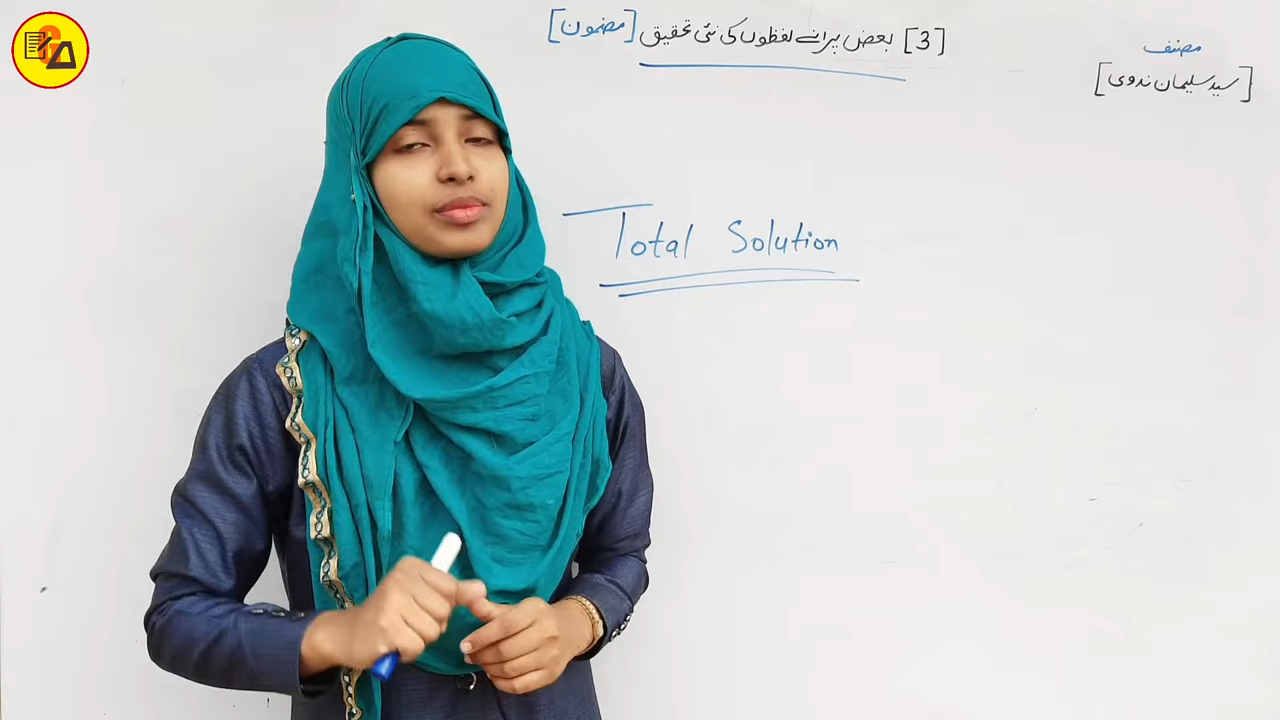 [3] بعض پرانے لفظوں کی نئی تحقیق [مضمون]
مصنف
[سید سلیمان ندوی]
Total Solution